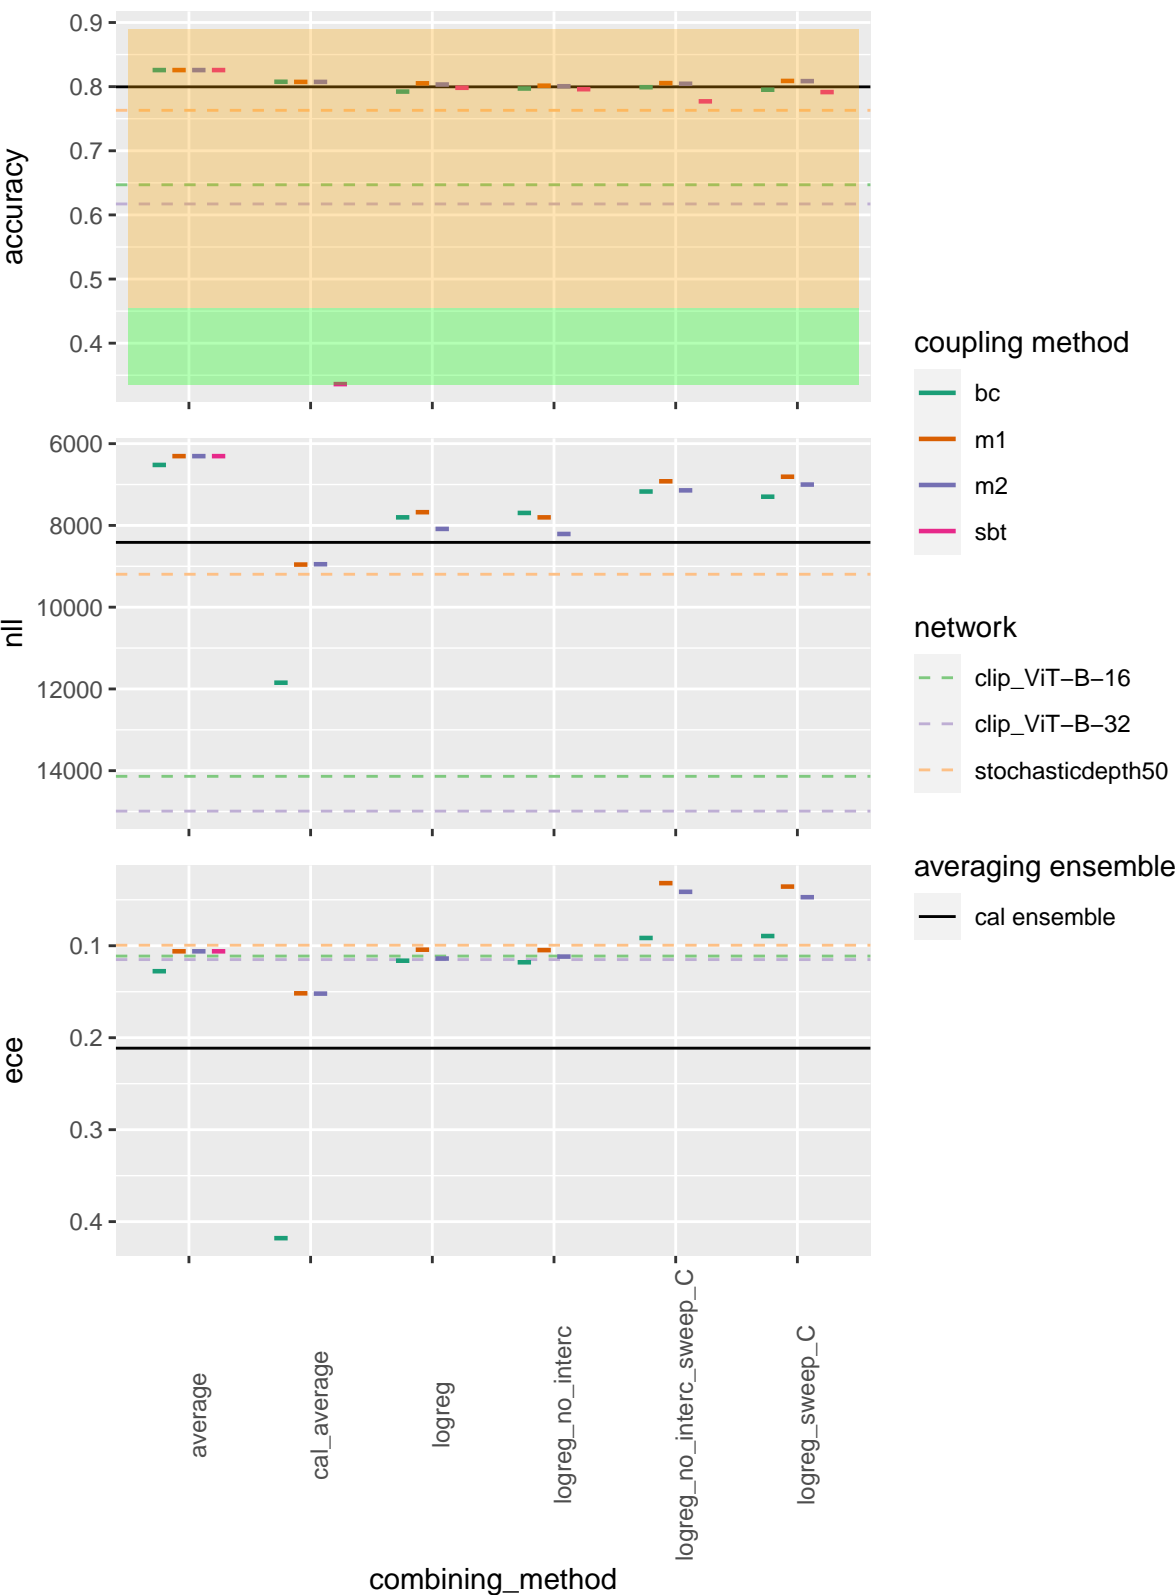 accuracy
0.9
0.8
0.7
0.6
0.5
0.4
nll
6000
8000
10000
12000
14000
ece
0.1
0.2
0.3
0.4
average
cal_average
logreg
logreg_no_interc
logreg_no_interc_sweep_C
logreg_sweep_C
combining_method
coupling method
bc
m1
m2
sbt
network
clip_ViT−B−16
clip_ViT−B−32
stochasticdepth50
averaging ensemble
cal ensemble